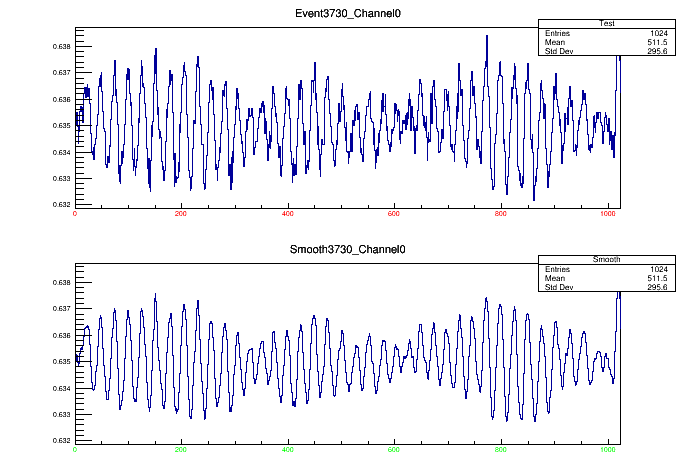 Event3730_Channel0
Test
Entries 1024
Mean 511.5
Std Dev 295.6
0.638
0.637
0.636
0.635
0.634
0.633
0.632
0 200 400 600 800 1000
Smooth3730_Channel0
Smooth
Entries 1024
Mean 511.5
Std Dev 295.6
0.638
0.637
0.636
0.635
0.634
0.633
0.632
0 200 400 600 800 1000